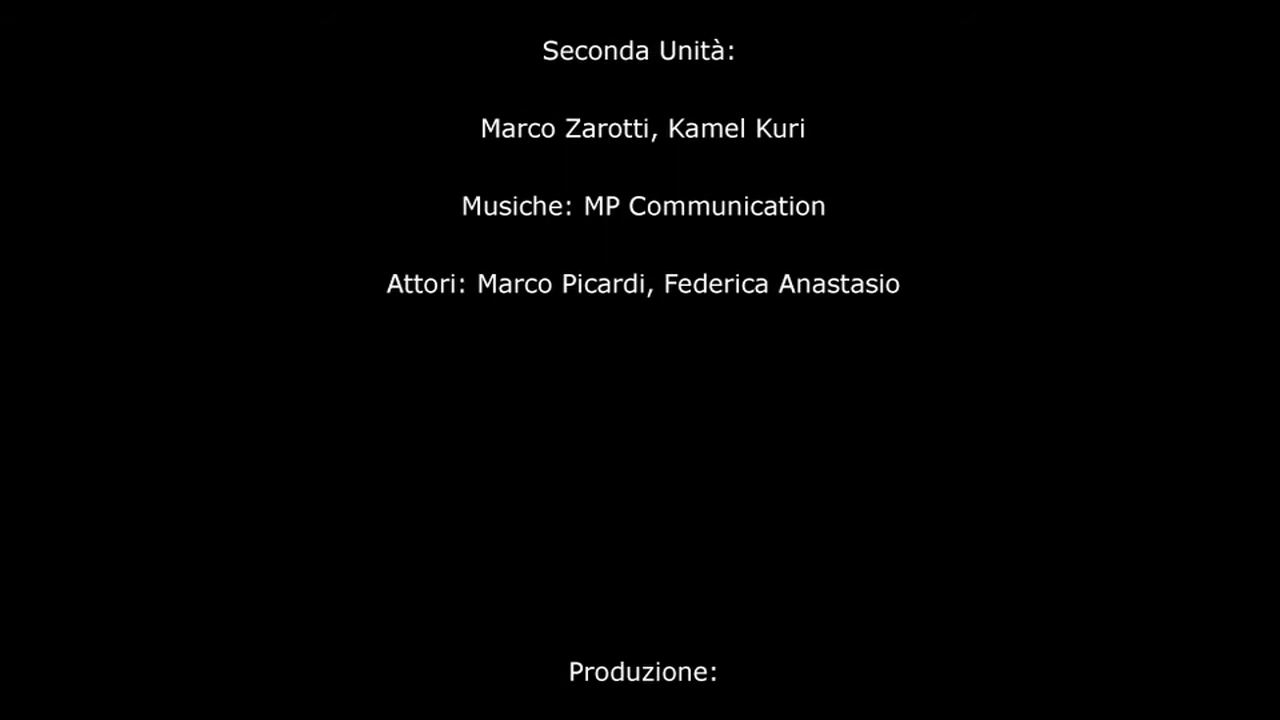 Seconda Unità:
Marco Zarotti, Kamel Kuri
Musiche: MP Communication
Attori: Marco Picardi, Federica Anastasio
Produzione: